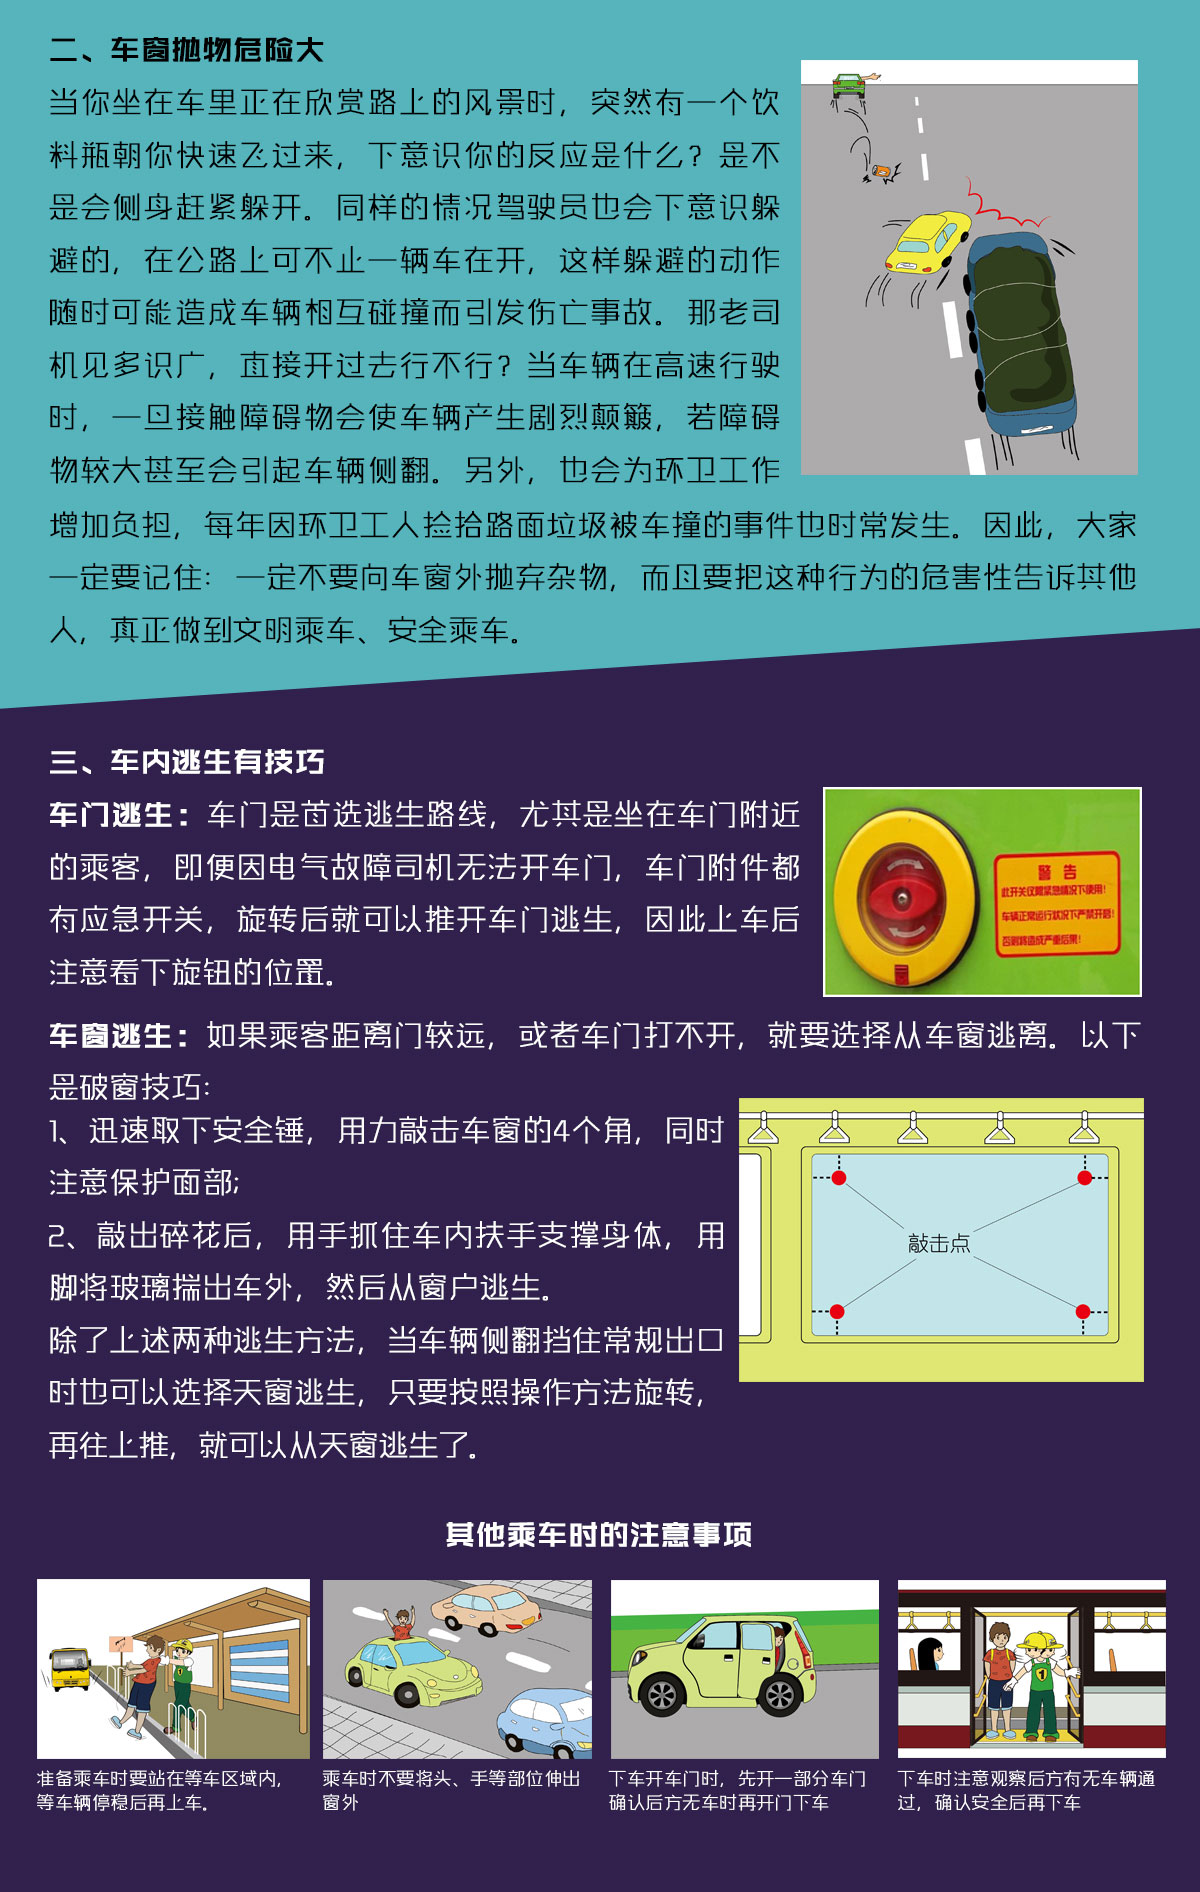 二、车窗抛物危险大
当你坐在车里正在欣赏路上的风景时，突然有一个饮
料瓶朝你快速飞过来，下意识你的反应是什么？是不
是会侧身赶紧躲开。同样的情况驾驶员也会下意识躲
避的，在公路上可不止一辆车在开，这样躲避的动作
随时可能造成车辆相互碰撞而引发伤亡事故。那老司
机见多识广，直接开过去行不行？当车辆在高速行驶
时，一旦接触障碍物会使车辆产生剧烈颠簸，若障碍
物较大甚至会引起车辆侧翻。另外，也会为环卫工作
增加负担，每年因环卫工人捡拾路面垃圾被车撞的事件也时常发生。因此，大家
一定要记住：一定不要向车窗外抛弃杂物，而且要把这种行为的危害性告诉其他
人，真正做到文明乘车、安全乘车。
三、车内逃生有技巧
车门逃生：车门是首选逃生路线，尤其是坐在车门附近
的乘客，即便因电气故障司机无法开车门，车门附件都
有应急开关，旋转后就可以推开车门逃生，因此上车后
注意看下旋钮的位置。
警告
此开关仅限紧急情况下使用！
车辆正常运行状况下严禁开启！
否则将造成严重后果！
车窗逃生：如果乘客距离门较远，或者车门打不开，就要选择从车窗逃离。以下
是破窗技巧：
1、迅速取下安全锤，用力敲击车窗的4个角，同时
注意保护面部；
2、敲出碎花后，用手抓住车内扶手支撑身体，用
脚将玻璃揣出车外，然后从窗户逃生。
除了上述两种逃生方法，当车辆侧翻挡住常规出口
时也可以选择天窗逃生，只要按照操作方法旋转，
再往上推，就可以从天窗逃生了。
敲击点
其他乘车时的注意事项
准备乘车时要站在等车区域内，
等车辆停稳后再上车。
乘车时不要将头、手等部位伸出
窗外
下车开车门时，先开一部分车门
确认后方无车时再开门下车
下车时注意观察后方有无车辆通
过，确认安全后再下车
1
1